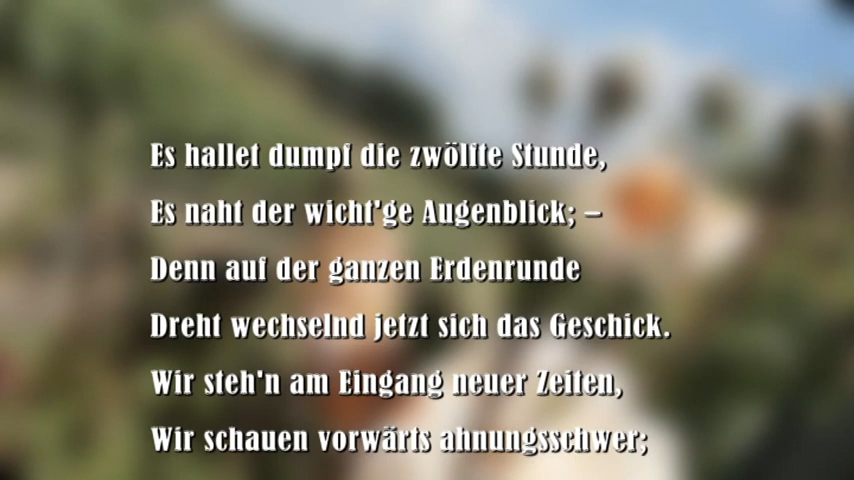 Es hallet dumpf die zwölfte Stunde,
Es naht der wicht'ge Augenblick; –
Denn auf der ganzen Erdenrunde
Dreht wechselnd jetzt sich das Geschick.
Wir steh'n am Eingang neuer Zeiten,
Wir schauen vorwärts ahnungsschwer;